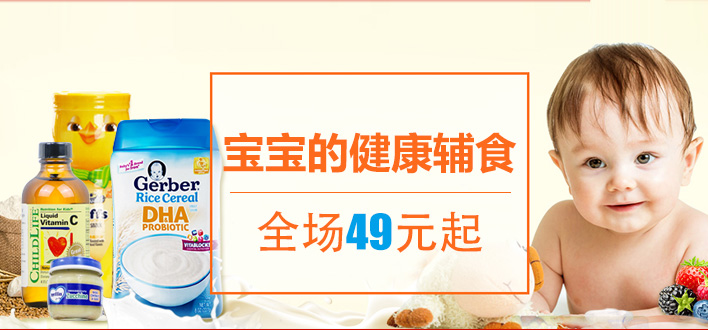 宝宝的健康辅食
全场49元起
Gerber
Rice Cereal
DHA
PROBIOTIC
VITABLOCKS
CHILDLIFE
Liquid
Vitamin C